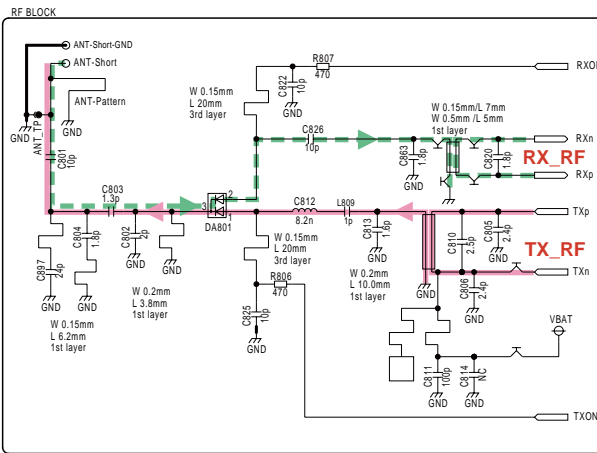 RF BLOCK
ANT-Short-GND
ANT-Short
GND
GND
ANT-Pattern
ANT_TP
C801
10p
C803
1.3p
C804
1.8p
C802
2p
C897
24p
GND
GND
GND
GND
W 0.15mm
L 6.2mm
1st layer
W 0.2mm
L 3.8mm
1st layer
3
2
1
DA801
W 0.15mm
L 20mm
3rd layer
C822
10p
GND
R807
470
RXON
C826
10p
W 0.15mm/L 7mm
W 0.5mm /L 5mm
1st layer
C863
1.8p
GND
GND
C820
1.8p
RXn
RXp
RX_RF
C812
8.2n
L809
1p
C813
1.6p
GND
W 0.15mm
L 20mm
3rd layer
R806
470
C825
10p
GND
W 0.2mm
L 10.0mm
1st layer
GND
C810
2.5p
C805
2.4p
GND
C806
2.4p
GND
TXp
TXn
TX_RF
VBAT
C811
100p
GND
C814
NC
GND
TXON